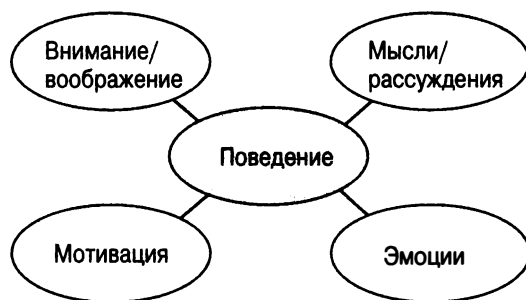 Внимание/
воображение
Мысли/
рассуждения
Поведение
Мотивация
Эмоции